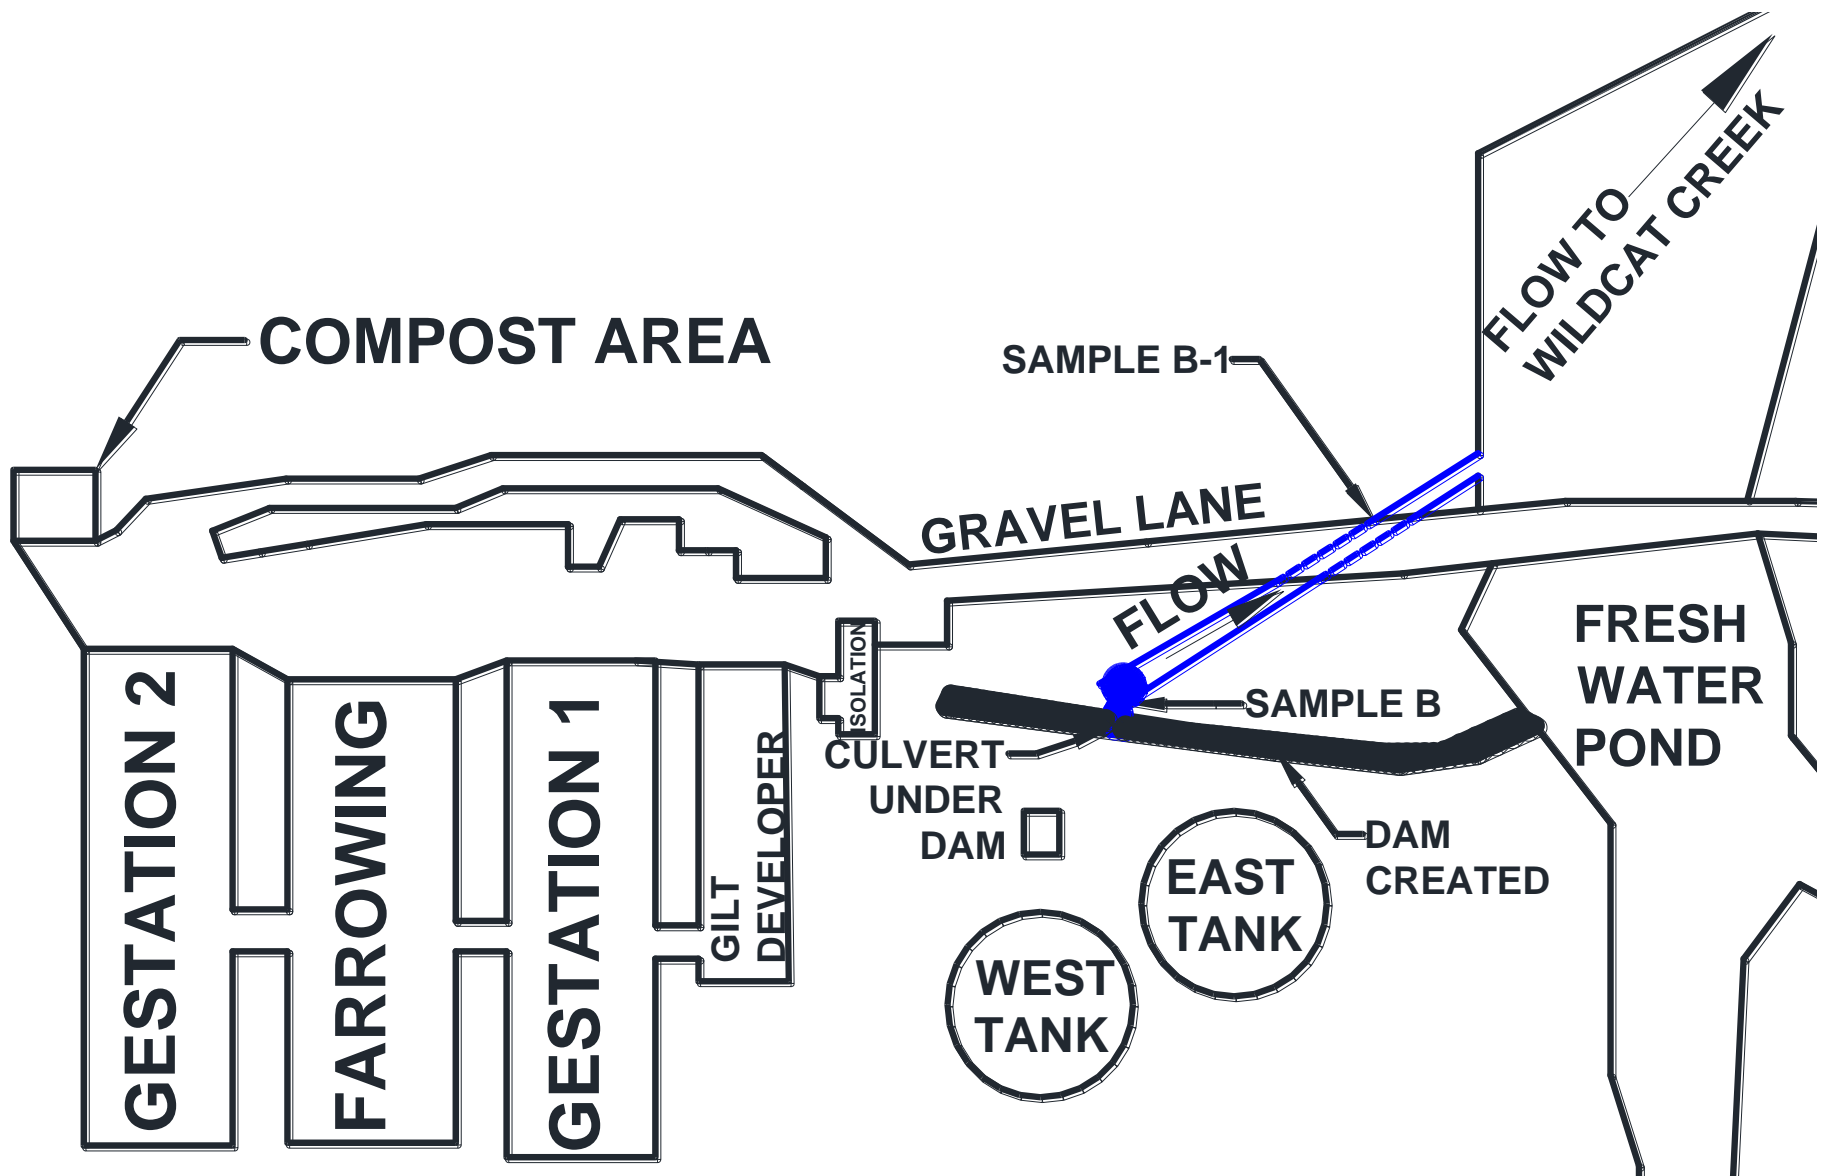 FLOW TO
WILDCAT CREEK
COMPOST AREA
SAMPLE B-1
GRAVEL LANE
FLOW
ISOLATION
FRESH
WATER
POND
SAMPLE B
CULVERT
UNDER
DAM
DAM
CREATED
EAST
TANK
WEST
TANK
GESTATION 2
FARROWING
GESTATION 1
GILT
DEVELOPER